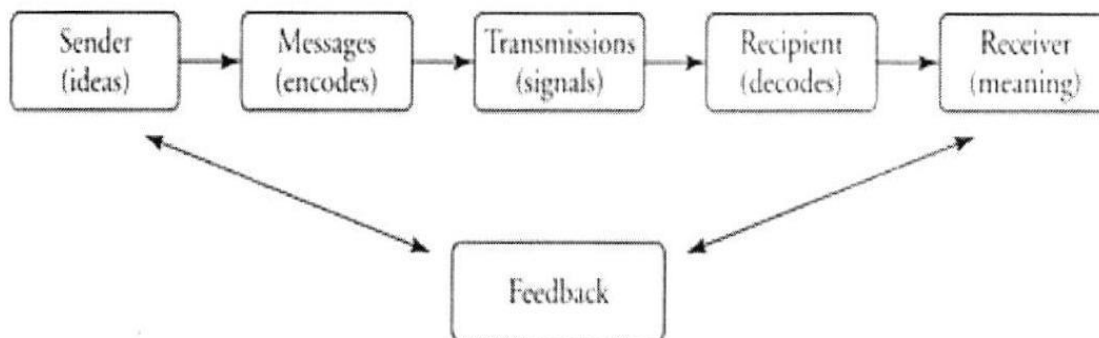 Sender
(ideas)
Messages
(encodes)
Transmissions
(signals)
Recipient
(decodes)
Receiver
(meaning)
Feedback